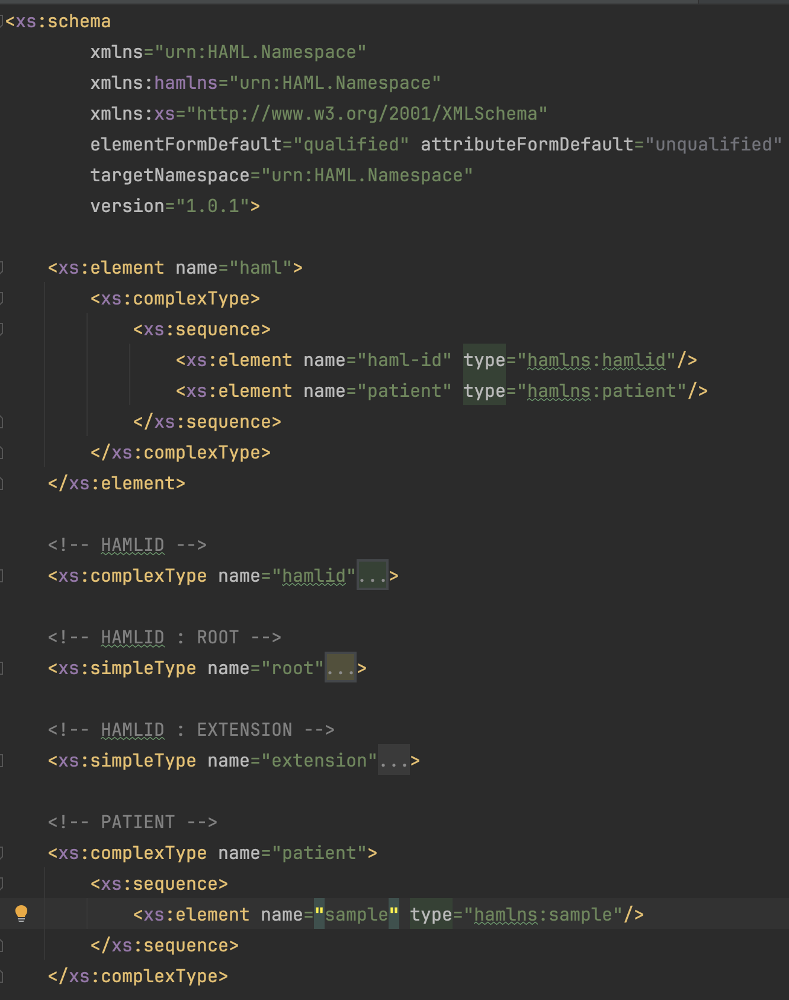 <xs:schema
xmlns="urn:HAML.Namespace"
xmlns:hamlns="urn:HAML.Namespace"
xmlns:xs="http://www.w3.org/2001/XMLSchema"
elementFormDefault="qualified" attributeFormDefault="unqualified"
targetNamespace="urn:HAML.Namespace"
version="1.0.1">
<xs:element name="haml">
<xs:complexType>
<xs:sequence>
<xs:element name="haml-id" type="hamlns:hamlid"/>
<xs:element name="patient" type="hamlns:patient"/>
</xs:sequence>
</xs:complexType>
</xs:element>
<!-- HAMLID -->
<xs:complexType name="hamlid"...>
<!-- HAMLID : ROOT -->
<xs:simpleType name="root"...>
<!-- HAMLID : EXTENSION -->
<xs:simpleType name="extension"...>
<!-- PATIENT -->
<xs:complexType name="patient">
<xs:sequence>
<xs:element name="sample" type="hamlns:sample"/>
</xs:sequence>
</xs:complexType>